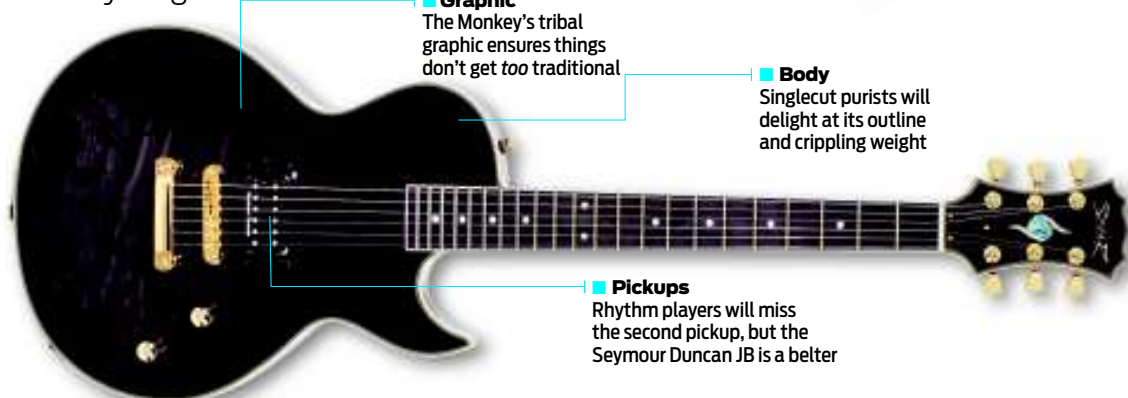 Graphic
The Monkey's tribal
graphic ensures things
don't get too traditional
Body
Singlecut purists will
delight at its outline
and crippling weight
Pickups
Rhythm players will miss
the second pickup, but the
Seymour Duncan JB is a belter